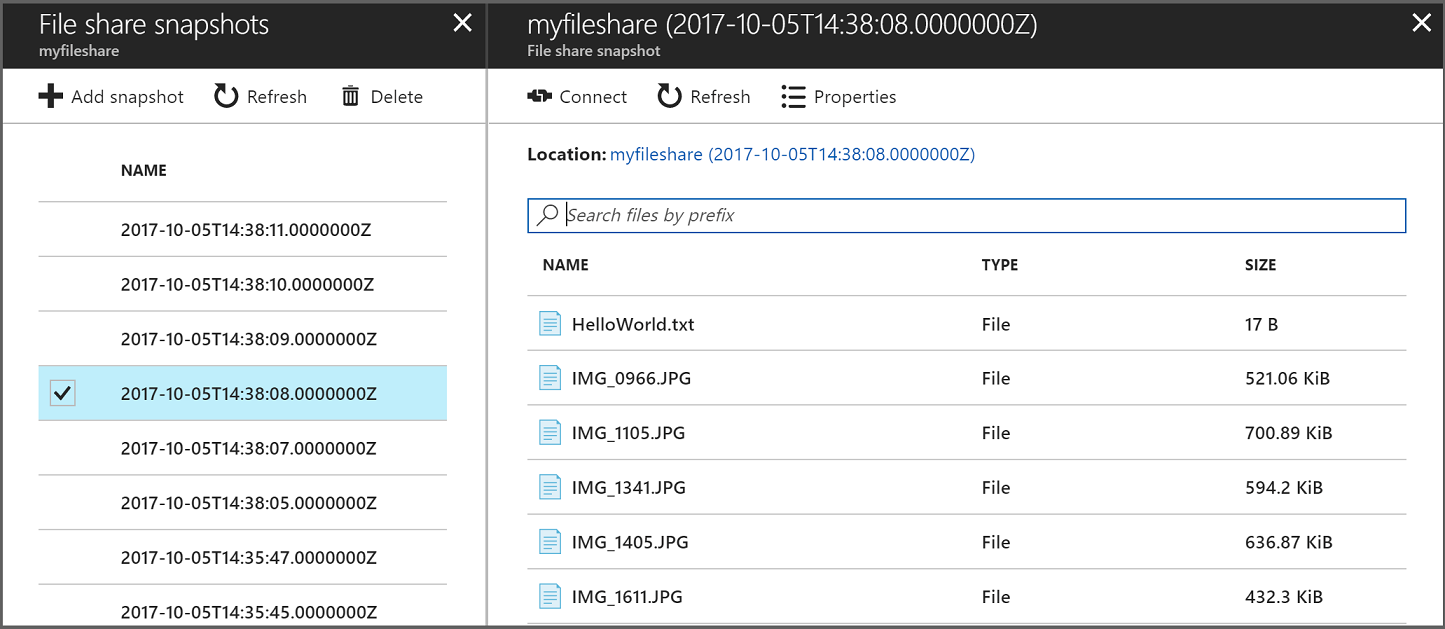 File share snapshots
myfileshare
Add snapshot Refresh Delete
NAME
2017-10-05T14:38:11.0000000Z
2017-10-05T14:38:10.0000000Z
2017-10-05T14:38:09.0000000Z
2017-10-05T14:38:08.0000000Z
2017-10-05T14:38:07.0000000Z
2017-10-05T14:38:05.0000000Z
2017-10-05T14:35:47.0000000Z
2017-10-05T14:35:45.0000000Z
myfileshare (2017-10-05T14:38:08.0000000Z)
File share snapshot
Connect Refresh Properties
Location: myfileshare (2017-10-05T14:38:08.0000000Z)
Search files by prefix
NAME TYPE SIZE
HelloWorld.txt File 17 B
IMG_0966.JPG File 521.06 KiB
IMG_1105.JPG File 700.89 KiB
IMG_1341.JPG File 594.2 KiB
IMG_1405.JPG File 636.87 KiB
IMG_1611.JPG File 432.3 KiB